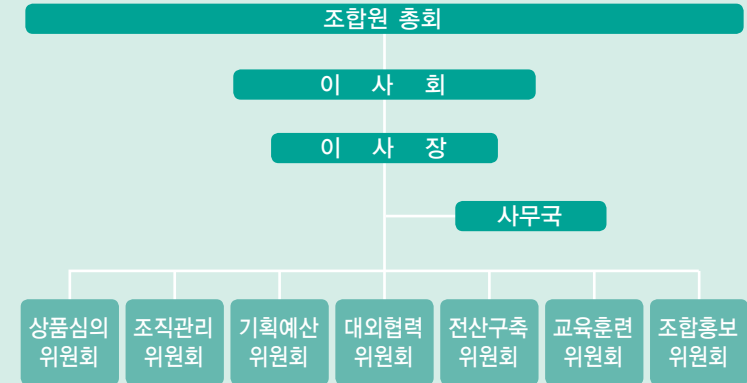 조합원 총회
이 사 회
이 사 장
사무국
상품심의
위원회
조직관리
위원회
기획예산
위원회
대외협력
위원회
전산구축
위원회
교육훈련
위원회
조합홍보
위원회